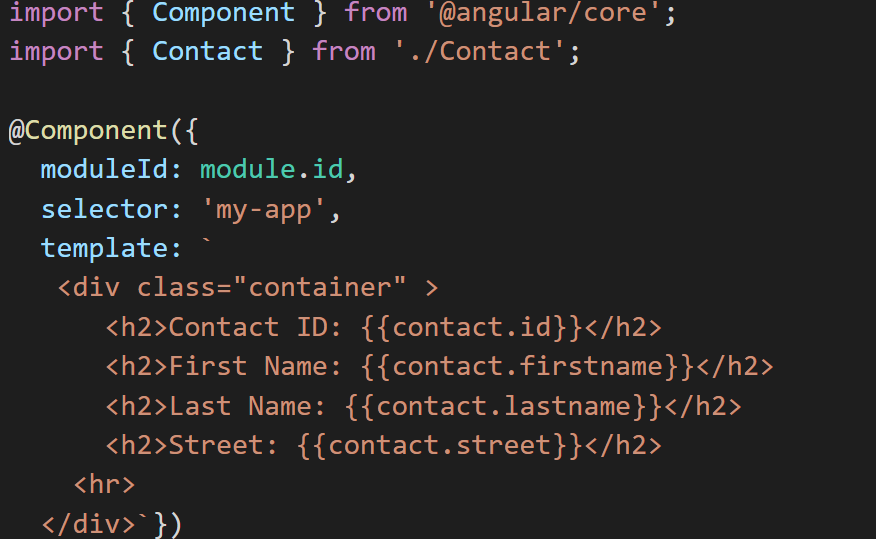 import { Component } from '@angular/core';
import { Contact } from './Contact';
@Component({
moduleId: module.id,
selector: 'my-app',
template: `
<div class="container" >
<h2>Contact ID: {{contact.id}}</h2>
<h2>First Name: {{contact.firstname}}</h2>
<h2>Last Name: {{contact.lastname}}</h2>
<h2>Street: {{contact.street}}</h2>
<hr>
</div>`})